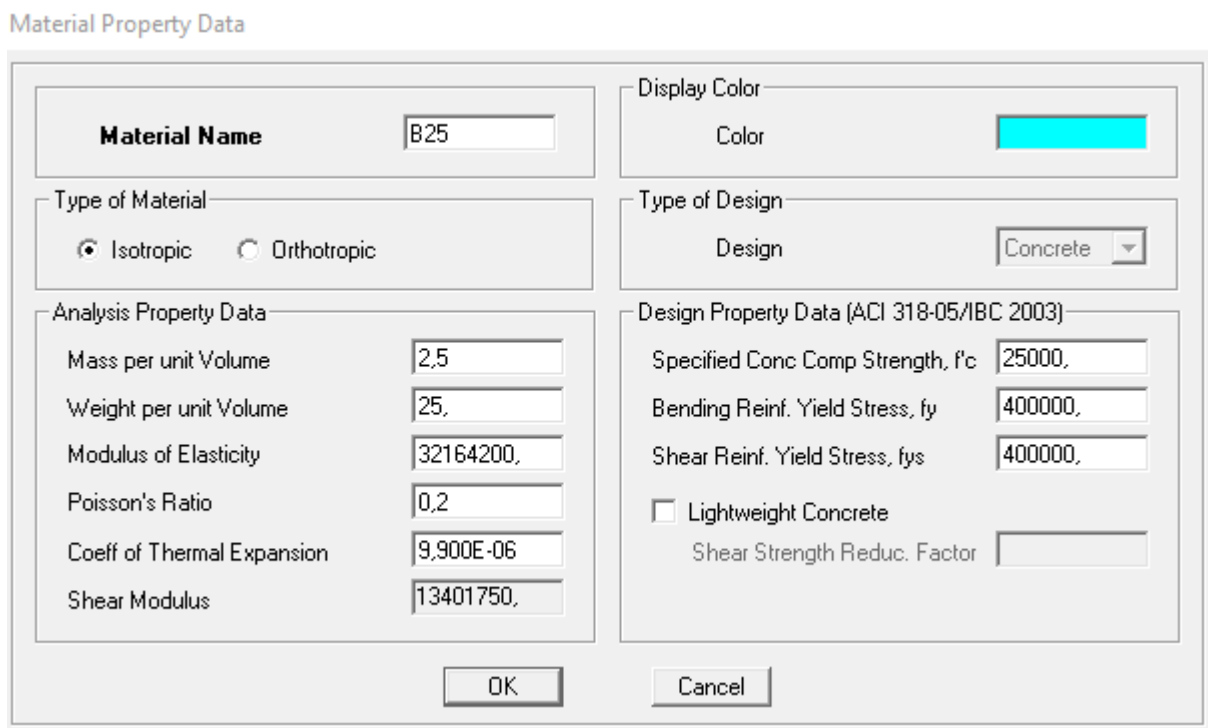 Material Property Data
Material Name B25
Display Color
Color
Type of Material
Isotropic Orthotropic
Type of Design
Design Concrete
Analysis Property Data
Mass per unit Volume 2,5
Weight per unit Volume 25,
Modulus of Elasticity 32164200,
Poisson's Ratio 0,2
Coeff of Thermal Expansion 9,900E-06
Shear Modulus 13401750,
Design Property Data (ACI 318-05/IBC 2003)
Specified Conc Comp Strength, f'c 25000,
Bending Reinf. Yield Stress, fy 400000,
Shear Reinf. Yield Stress, fys 400000,
Lightweight Concrete
Shear Strength Reduc. Factor
OK Cancel